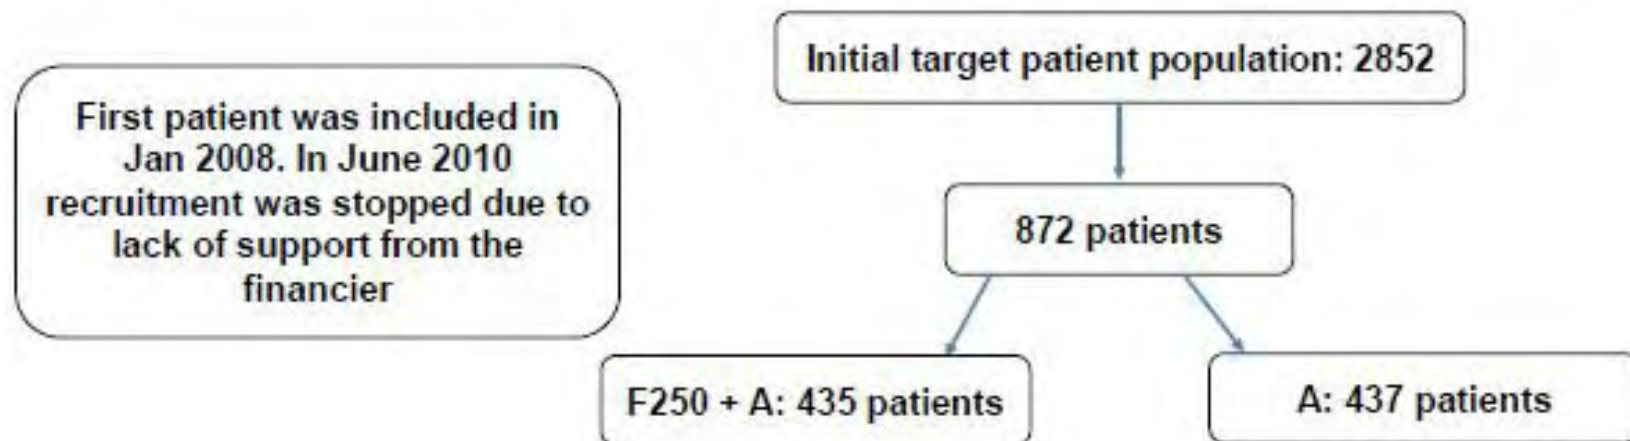 Initial target patient population: 2852
First patient was included in
Jan 2008. In June 2010
recruitment was stopped due to
lack of support from the
financier
872 patients
F250 + A: 435 patients
A: 437 patients